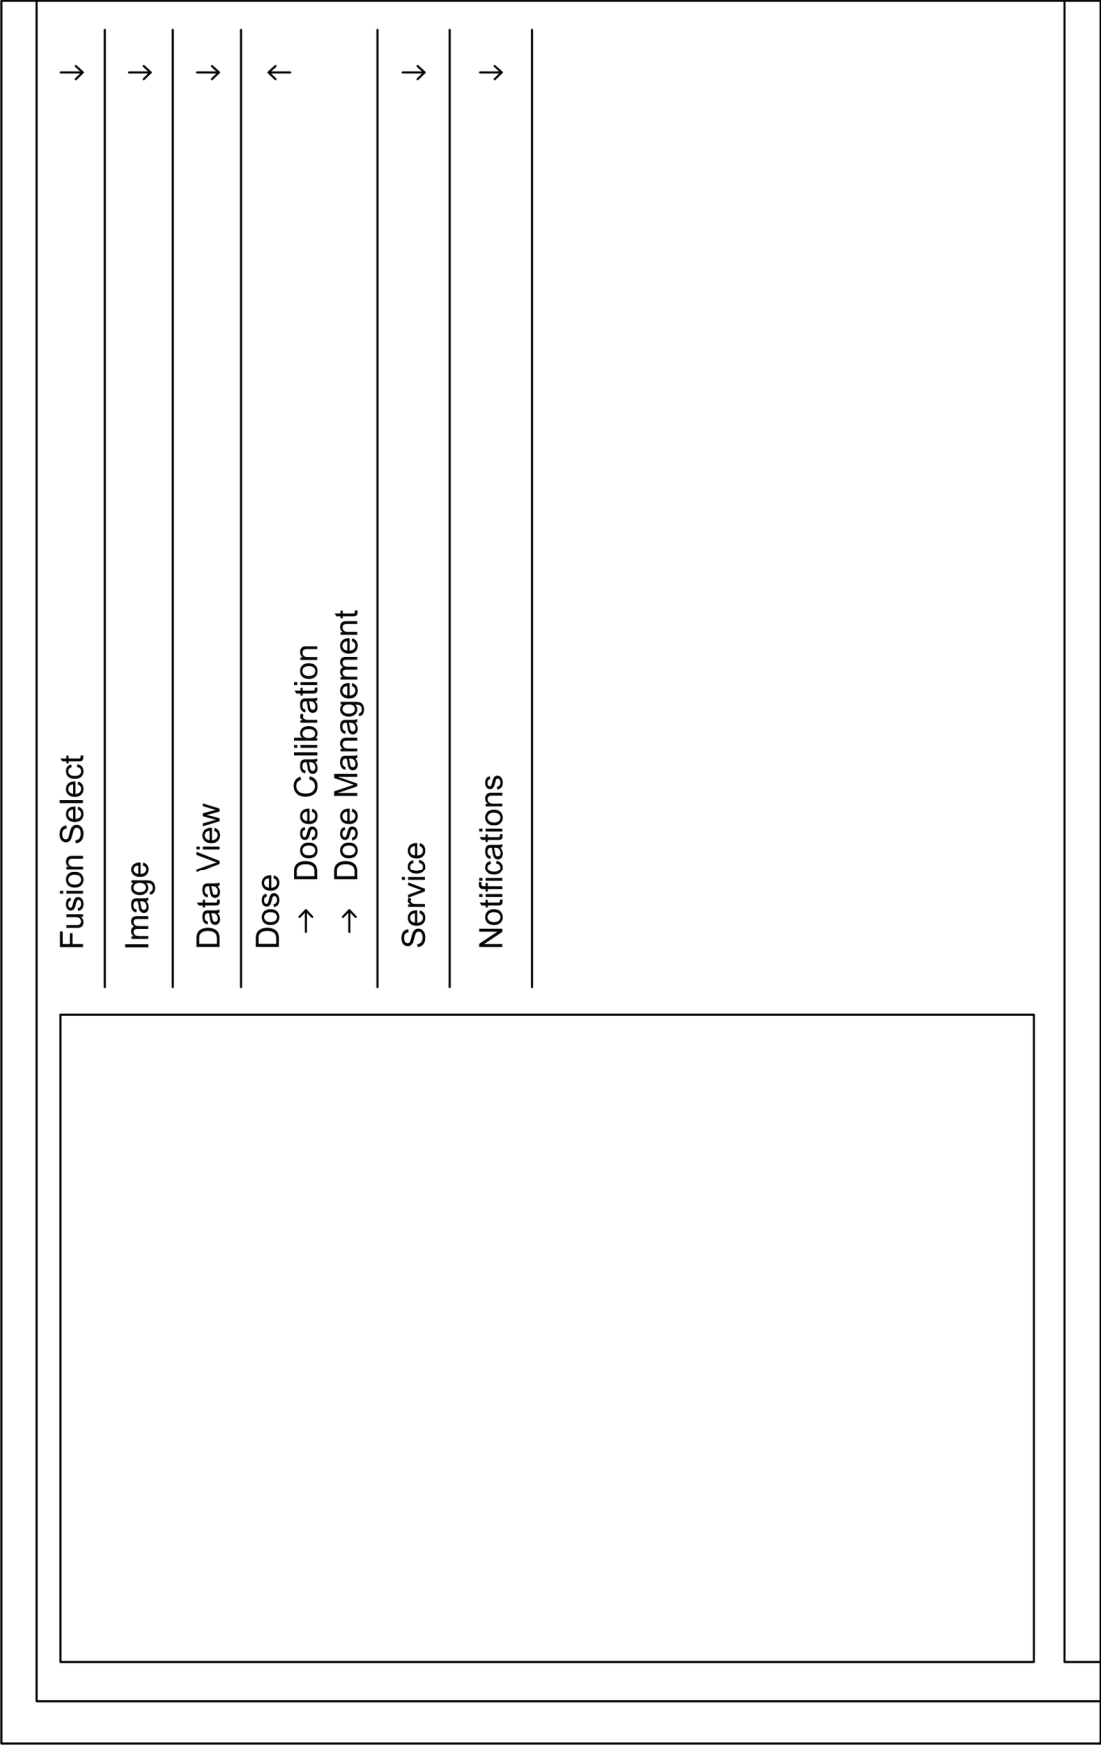 Fusion Select ↓
Image ↓
Data View ↓
Dose ↑
→ Dose Calibration
→ Dose Management
Service ↓
Notifications ↓